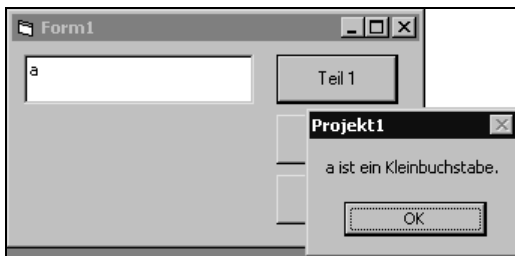 Form1
a
Teil 1
Projekt1
a ist ein Kleinbuchstabe.
OK